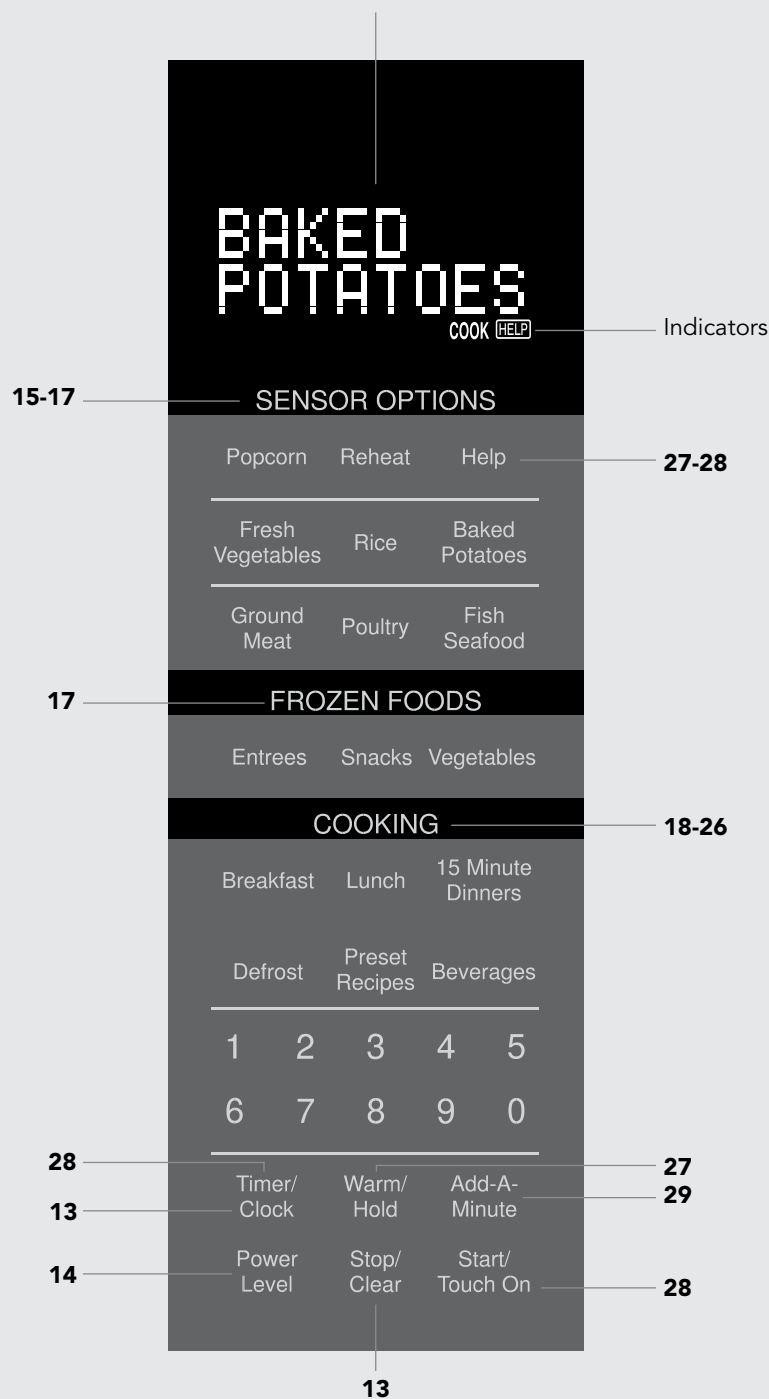 BAKED
POTATOES
COOK HELP
Indicators
15-17
SENSOR OPTIONS
Popcorn Reheat Help
27-28
Fresh
Vegetables
Rice
Baked
Potatoes
Ground
Meat
Poultry
Fish
Seafood
17
FROZEN FOODS
Entrees Snacks Vegetables
COOKING
18-26
Breakfast Lunch
15 Minute
Dinners
Defrost
Preset
Recipes
Beverages
1 2 3 4 5
6 7 8 9 0
28
13
Timer/
Clock
Warm/
Hold
Add-A-
Minute
27
29
14
Power
Level
Stop/
Clear
Start/
Touch On
28
13